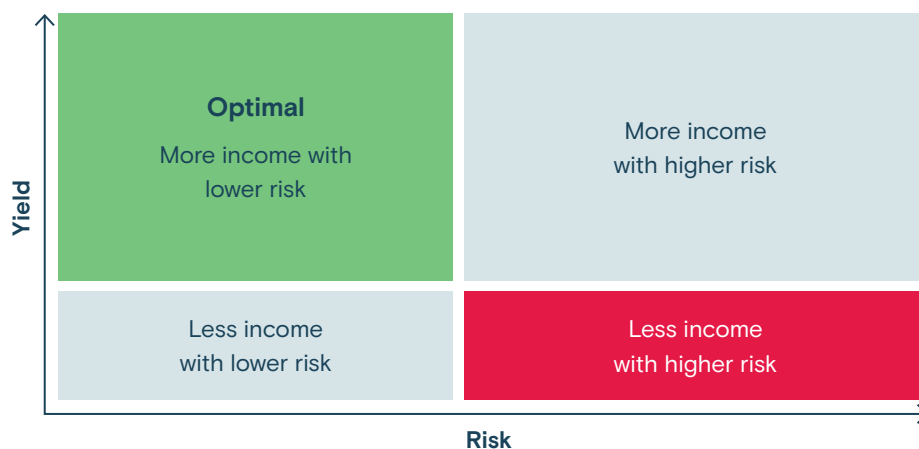 Optimal
More income with
lower risk
More income
with higher risk
Yield
Less income
with lower risk
Less income
with higher risk
Risk